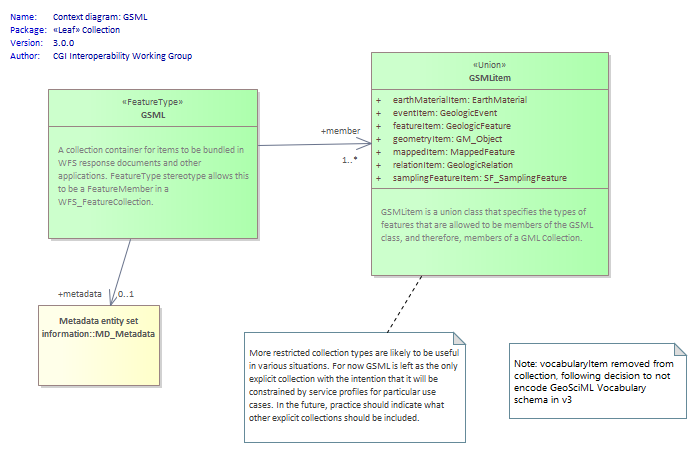 Name: Context diagram: GSML
Package: «Leaf» Collection
Version: 3.0.0
Author: CGI Interoperability Working Group
«FeatureType»
GSML
A collection container for items to be bundled in
WFS response documents and other
applications. FeatureType stereotype allows this
to be a FeatureMember in a
WFS_FeatureCollection.
+member
1..*
«Union»
GSMLitem
+ earthMaterialItem: EarthMaterial
+ eventItem: GeologicEvent
+ featureItem: GeologicFeature
+ geometryItem: GM_Object
+ mappedItem: MappedFeature
+ relationItem: GeologicRelation
+ samplingFeatureItem: SF_SamplingFeature
GSMLitem is a union class that specifies the types of
features that are allowed to be members of the GSML
class, and therefore, members of a GML Collection.
+metadata
0..1
Metadata entity set
information::MD_Metadata
More restricted collection types are likely to be useful
in various situations. For now GSML is left as the only
explicit collection with the intention that it will be
constrained by service profiles for particular use
cases. In the future, practice should indicate what
other explicit collections should be included.
Note: vocabularyItem removed from
collection, following decision to not
encode GeoSciML Vocabulary
schema in v3